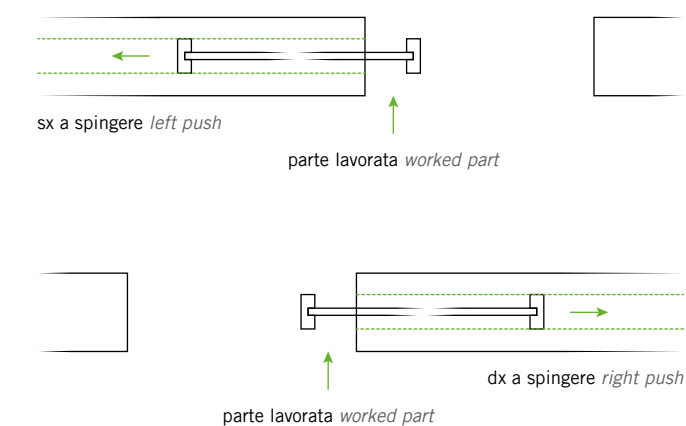 sx a spingere left push
parte lavorata worked part
dx a spingere right push
parte lavorata worked part